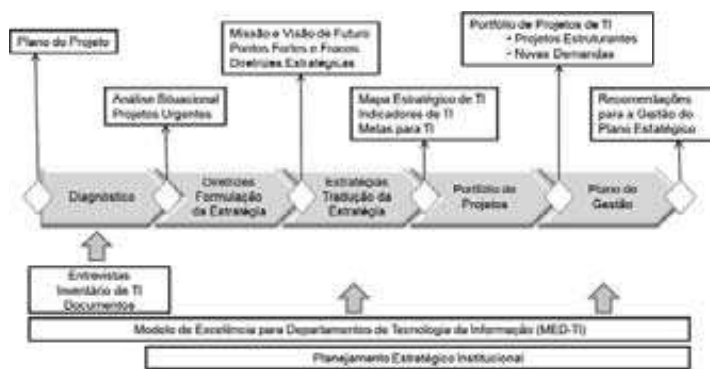 Plano do Projeto
Missão e Visão de Futuro
Pontos Fortes e Fracos
Diretrizes Estratégicas
Portfólio de Projetos de TI
• Projetos Estruturantes
• Novas Demandas
Análise Situacional
Projetos Urgentes
Mapa Estratégico de TI
Indicadores de TI
Metas para TI
Recomendações
para a Gestão do
Plano Estatégico
Diagnóstico
Diretrizes
Formulação
da Estratégia
Estratégias
Tradução da
Estratégia
Portfólio de
Projetos
Plano de
Gestão
Entrevistas
Inventário de TI
Documentos
Modelo de Excelência para Departamentos de Tecnologia da Informação (MED-TI)
Planejamento Estratégico Institucional